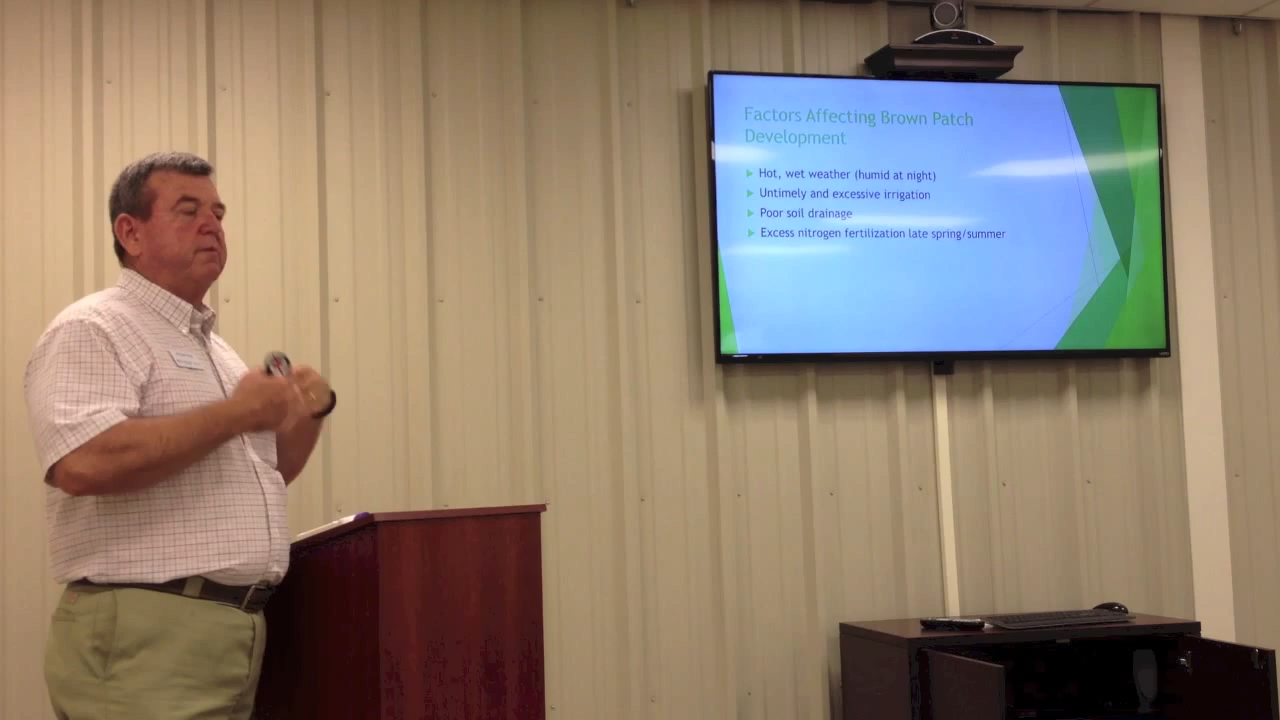 Factors Affecting Brown Patch
Development
Hot, wet weather (humid at night)
Untimely and excessive irrigation
Poor soil drainage
Excess nitrogen fertilization late spring/summer